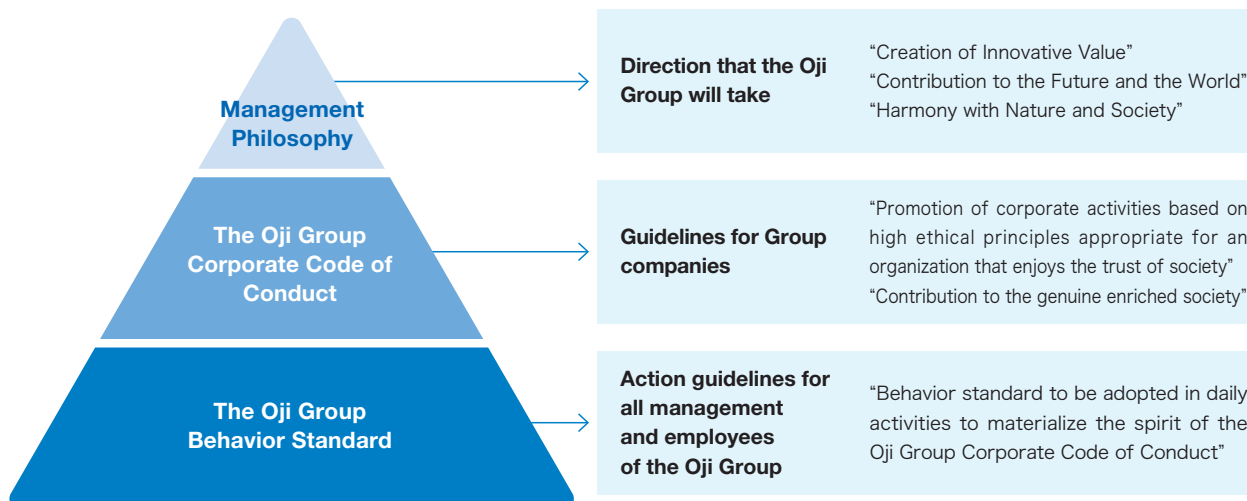 Management
Philosophy
Direction that the Oji
Group will take
“Creation of Innovative Value”
“Contribution to the Future and the World”
“Harmony with Nature and Society”
The Oji Group
Corporate Code of
Conduct
Guidelines for Group
companies
“Promotion of corporate activities based on
high ethical principles appropriate for an
organization that enjoys the trust of society”
“Contribution to the genuine enriched society”
The Oji Group
Behavior Standard
Action guidelines for
all management
and employees
of the Oji Group
“Behavior standard to be adopted in daily
activities to materialize the spirit of the
Oji Group Corporate Code of Conduct”